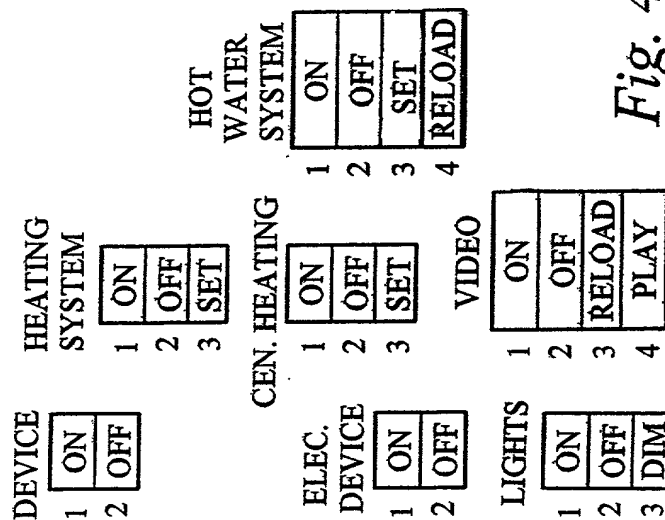 DEVICE
1 ON
2 OFF
HEATING
SYSTEM
1 ON
2 OFF
3 SET
HOT
WATER
SYSTEM
1 ON
2 OFF
3 SET
4 RELOAD
ELEC.
DEVICE
1 ON
2 OFF
CEN. HEATING
1 ON
2 OFF
3 SET
LIGHTS
1 ON
2 OFF
3 DIM
VIDEO
1 ON
2 OFF
3 RELOAD
4 PLAY
Fig. 4